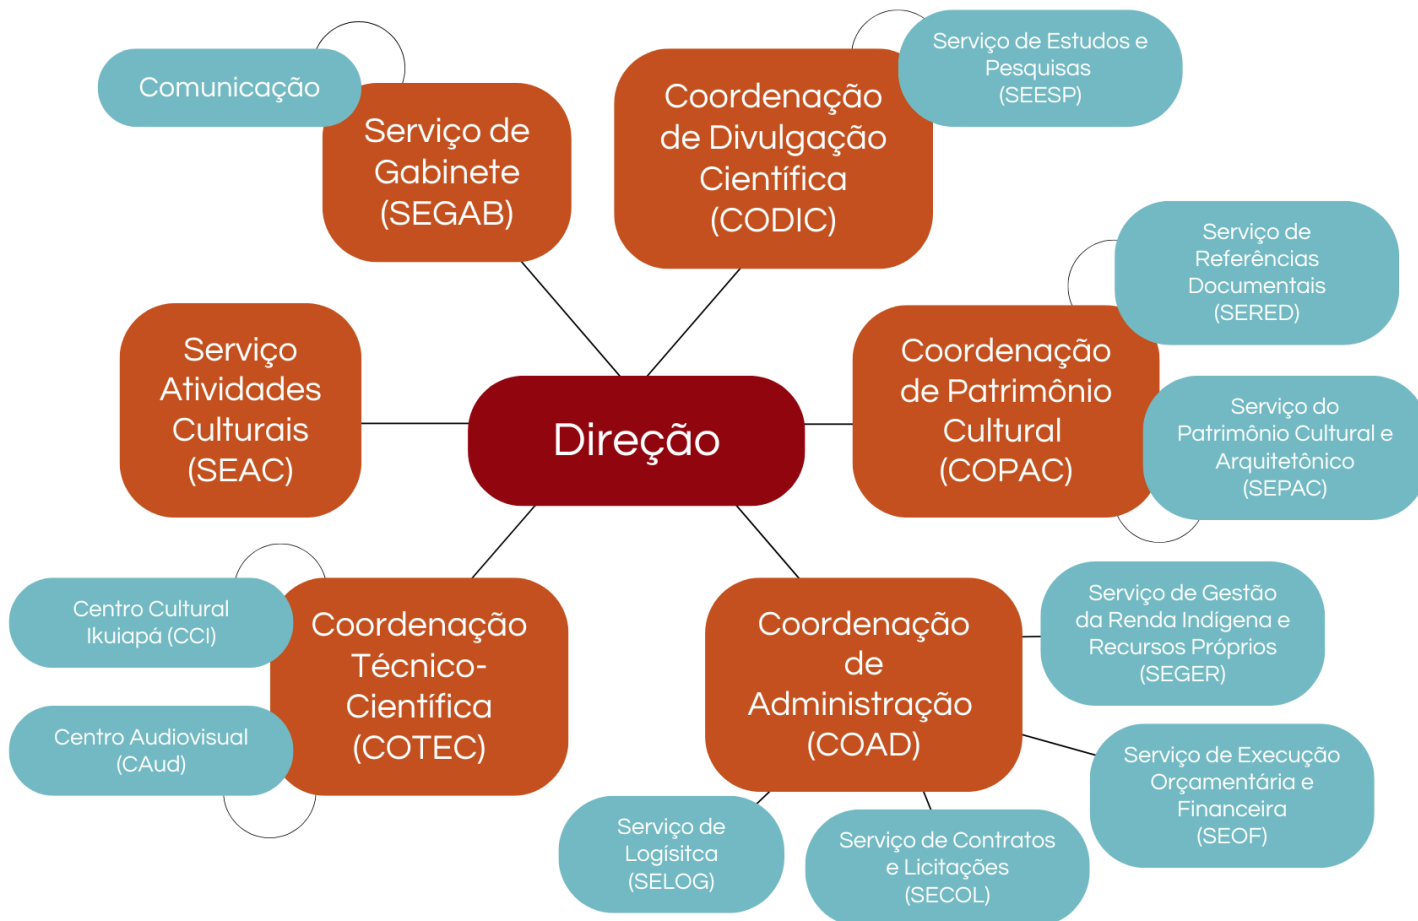 Comunicação
Serviço de
Gabinete
(SEGAB)
Coordenação
de Divulgação
Científica
(CODIC)
Serviço de Estudos e
Pesquisas
(SEESP)
Serviço de
Referências
Documentais
(SERED)
Serviço
Atividades
Culturais
(SEAC)
Direção
Coordenação
de Patrimônio
Cultural
(COPAC)
Serviço do
Patrimônio Cultural e
Arquitetônico
(SEPAC)
Centro Cultural
Ikuiapá (CCI)
Centro Audiovisual
(CAud)
Coordenação
Técnico-
Científica
(COTEC)
Coordenação
de
Administração
(COAD)
Serviço de Gestão
da Renda Indígena e
Recursos Próprios
(SEGER)
Serviço de Execução
Orçamentária e
Financeira
(SEOF)
Serviço de
Logísitca
(SELOG)
Serviço de Contratos
e Licitações
(SECOL)